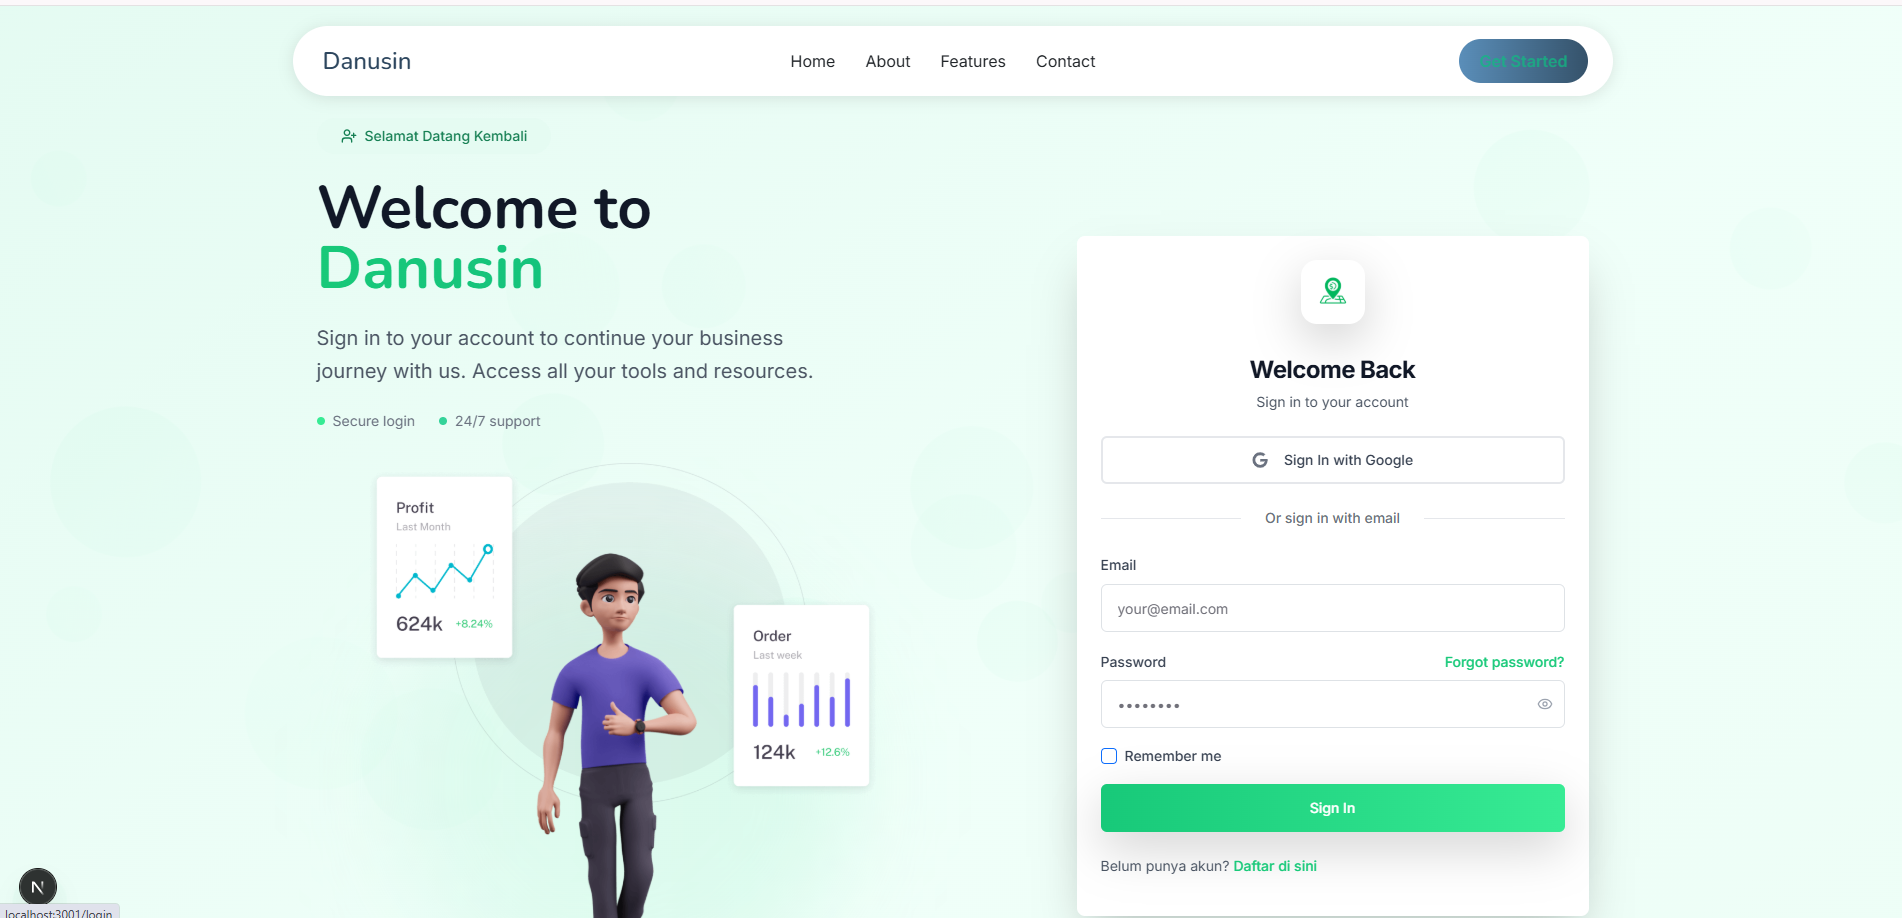 Danusin
Home
About
Features
Contact
Get Started
Selamat Datang Kembali
Welcome to
Danusin
Sign in to your account to continue your business
journey with us. Access all your tools and resources.
Secure login
24/7 support
Profit
Last Month
624k
+8.24%
Order
Last week
124k
+12.6%
Welcome Back
Sign in to your account
Sign In with Google
Or sign in with email
Email
your@email.com
Password
Forgot password?
Remember me
Sign In
Belum punya akun? Daftar di sini
N
localhost:3001/login